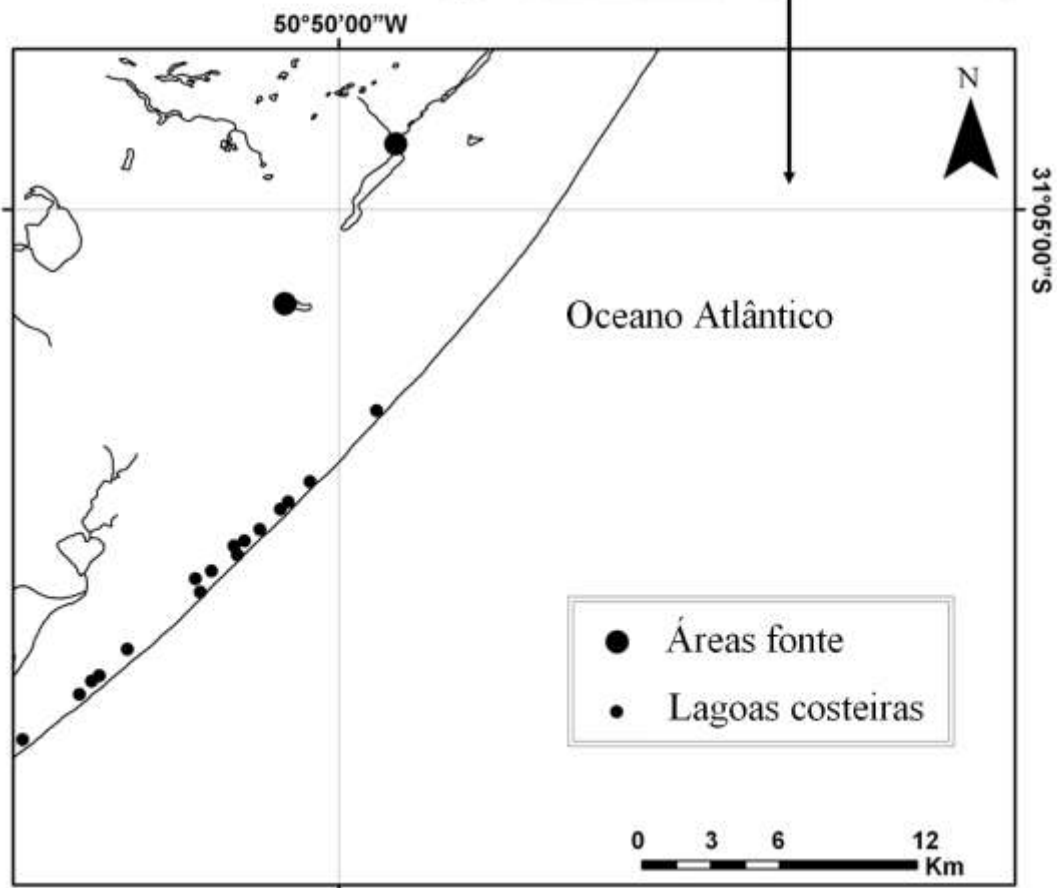 50°50'00"W
N
31°05'00"S
Oceano Atlântico
Áreas fonte
Lagoas costeiras
0 3 6 12
Km